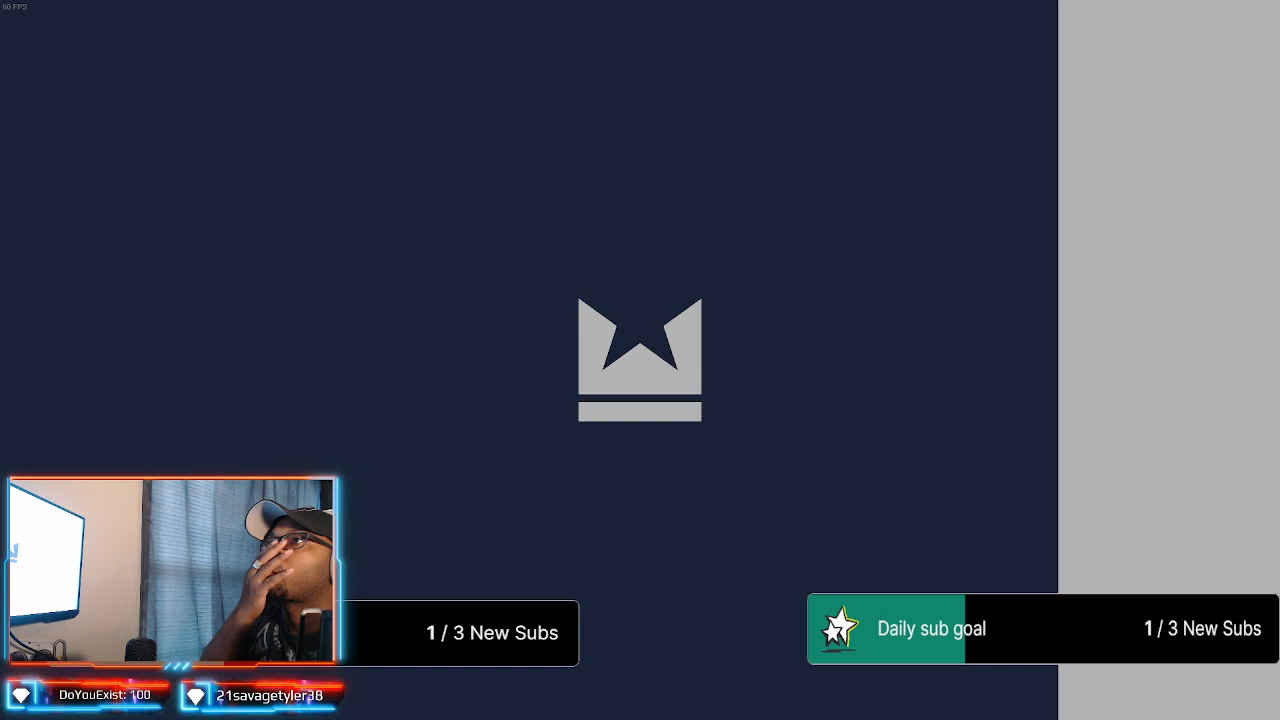 60 FPS
1 / 3 New Subs
Daily sub goal
1 / 3 New Subs
DoYouExist: 100
21savagetyler38